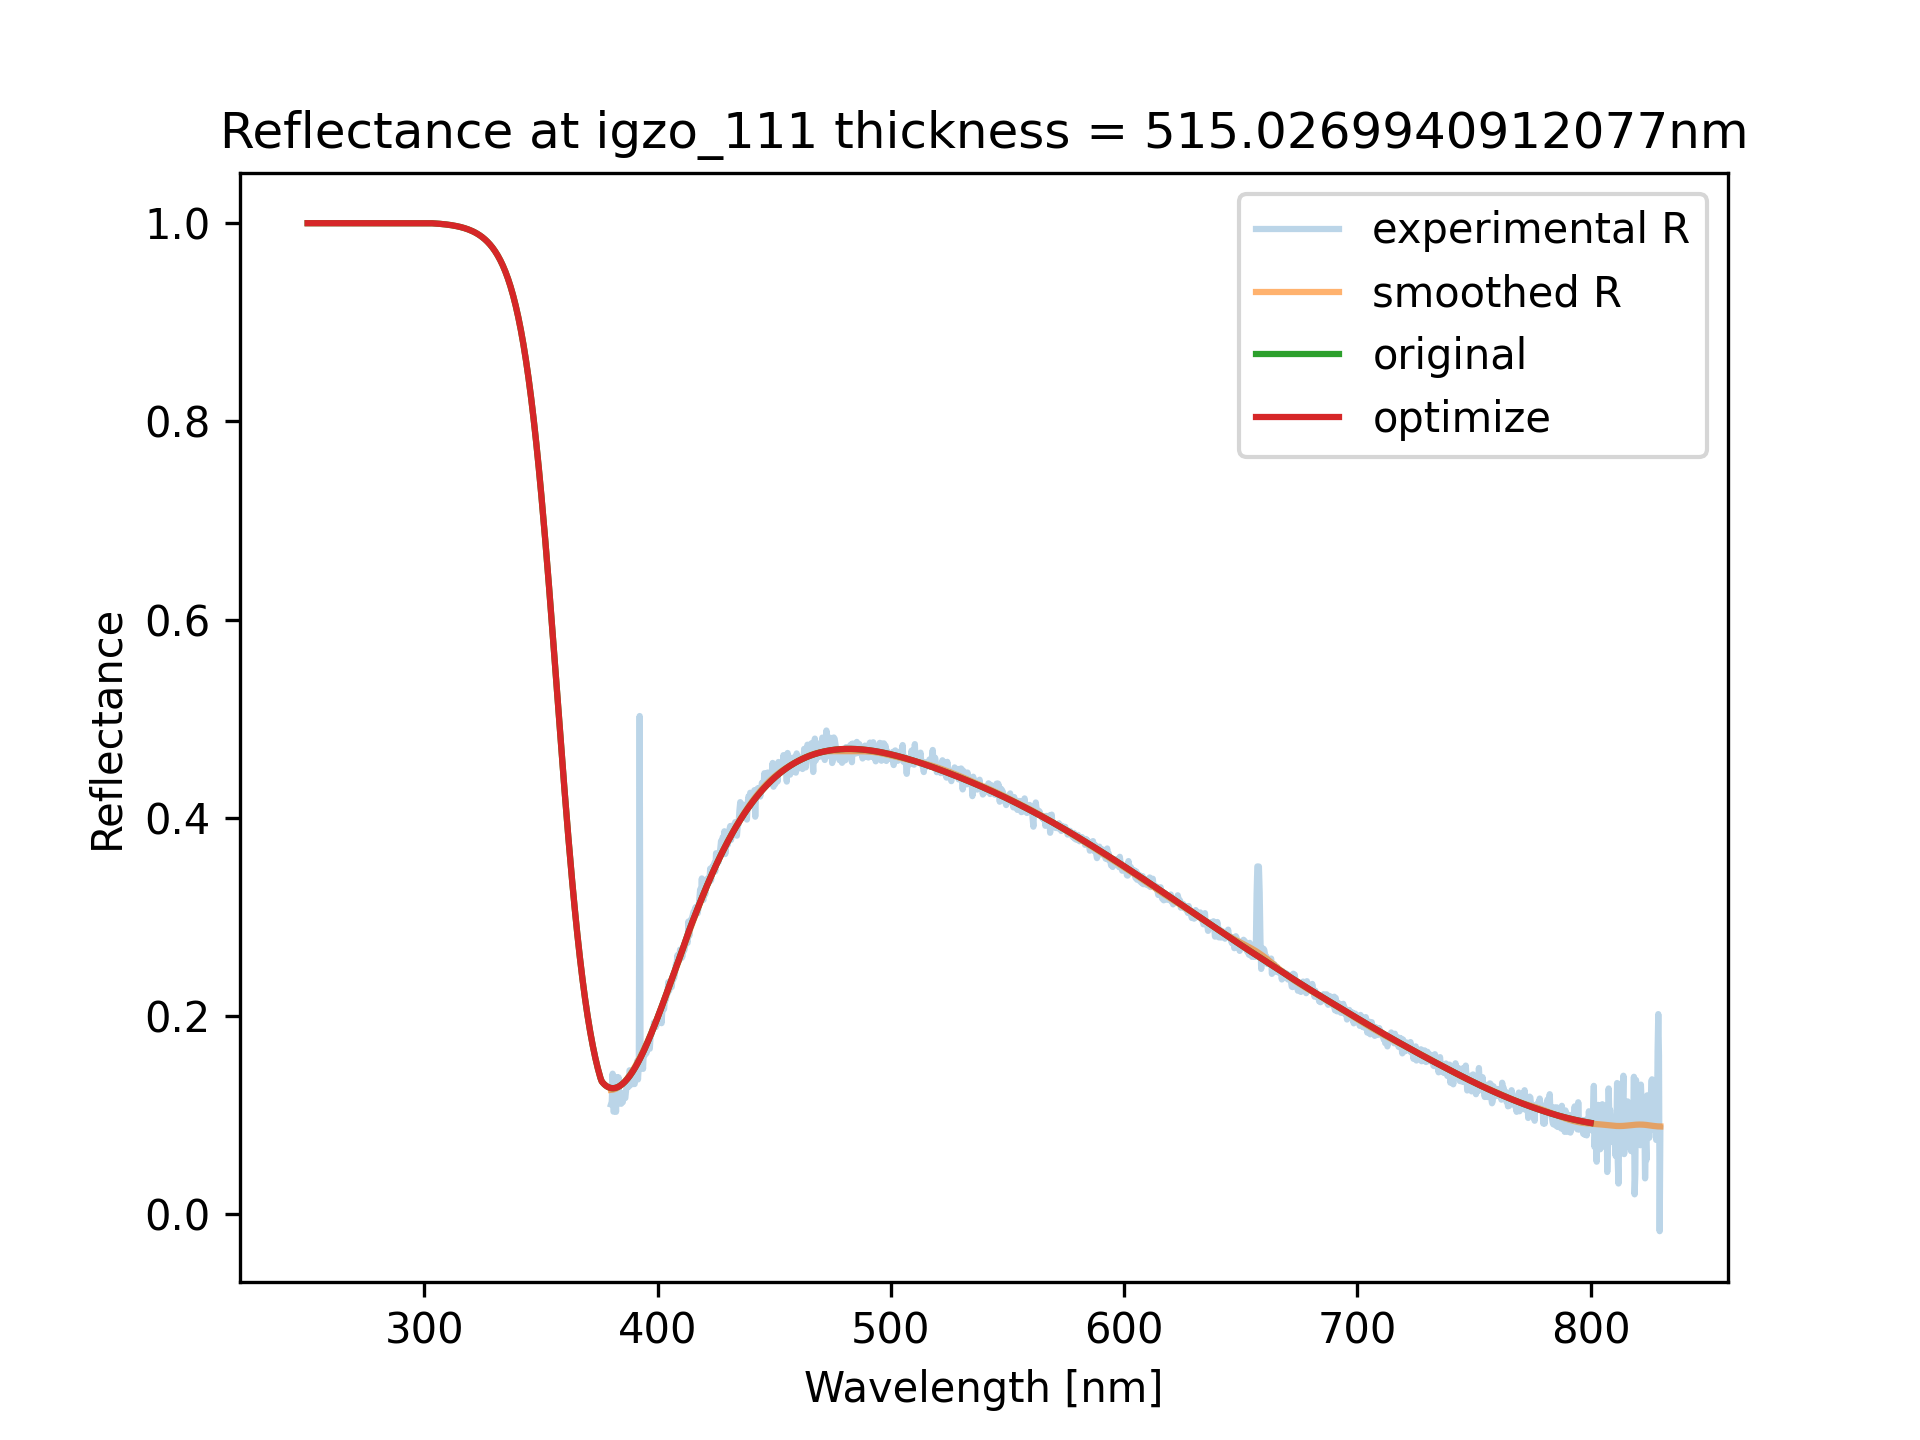 Reflectance at igzo_111 thickness = 515.0269940912077nm
experimental R
smoothed R
original
optimize
Reflectance
1.0
0.8
0.6
0.4
0.2
0.0
300 400 500 600 700 800
Wavelength [nm]